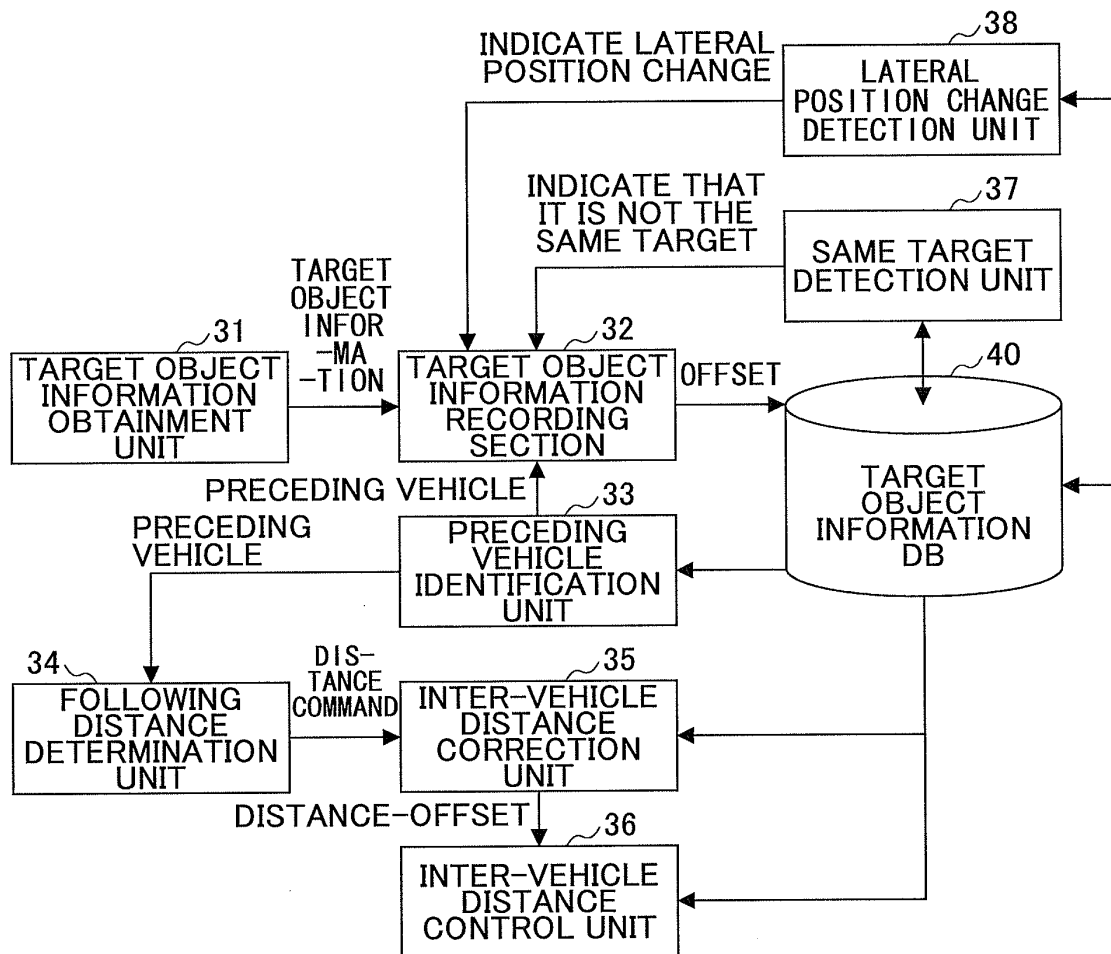 38
INDICATE LATERAL
POSITION CHANGE
LATERAL
POSITION CHANGE
DETECTION UNIT
37
INDICATE THAT
IT IS NOT THE
SAME TARGET
SAME TARGET
DETECTION UNIT
TARGET
OBJECT
INFOR
-MA
-TION
31
TARGET OBJECT
INFORMATION
OBTAINMENT
UNIT
32
TARGET OBJECT
INFORMATION
RECORDING
SECTION
OFFSET
40
TARGET
OBJECT
INFORMATION
DB
PRECEDING VEHICLE
33
PRECEDING
VEHICLE
PRECEDING
VEHICLE
IDENTIFICATION
UNIT
34
FOLLOWING
DISTANCE
DETERMINATION
UNIT
DIS-
TANCE
COMMAND
35
INTER-VEHICLE
DISTANCE
CORRECTION
UNIT
DISTANCE-OFFSET
36
INTER-VEHICLE
DISTANCE
CONTROL UNIT